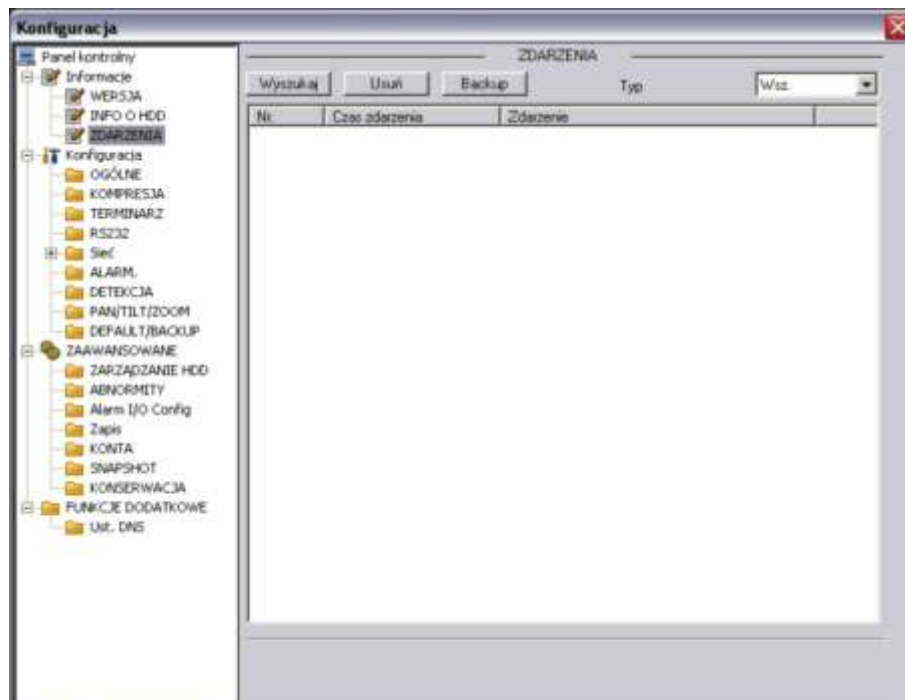 Konfiguracja
Panel kontrolny
Informacje
WERSJA
INFO O HDD
ZDARZENIA
Konfiguracja
OGÓLNE
KOMPRESJA
TERMINARZ
RS232
Sieć
ALARM.
DETEKCJA
PAN/TILT/ZOOM
DEFAULT/BACKUP
ZAAWANSOWANE
ZARZĄDZANIE HDD
ABNORMITY
Alarm I/O Config
Zapis
KONTA
SNAPSHOT
KONSERWACJA
FUNKCJE DODATKOWE
Ust. DNS
ZDARZENIA
Wyszukaj Usuń Backup Typ Wsz.
Nr. Czas zdarzenia Zdarzenie